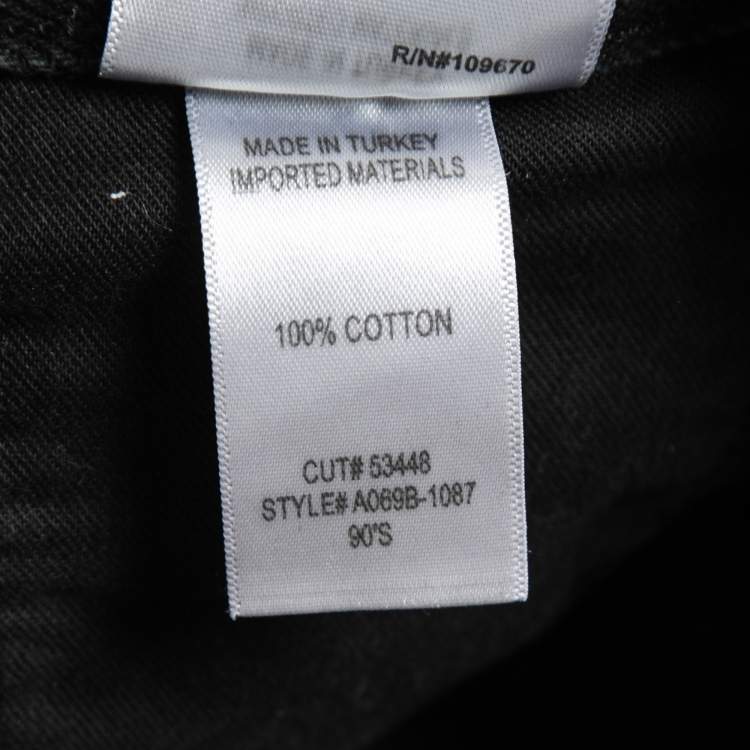 R/N#109670
MADE IN TURKEY
IMPORTED MATERIALS
100% COTTON
CUT# 53448
STYLE# A069B-1087
90'S